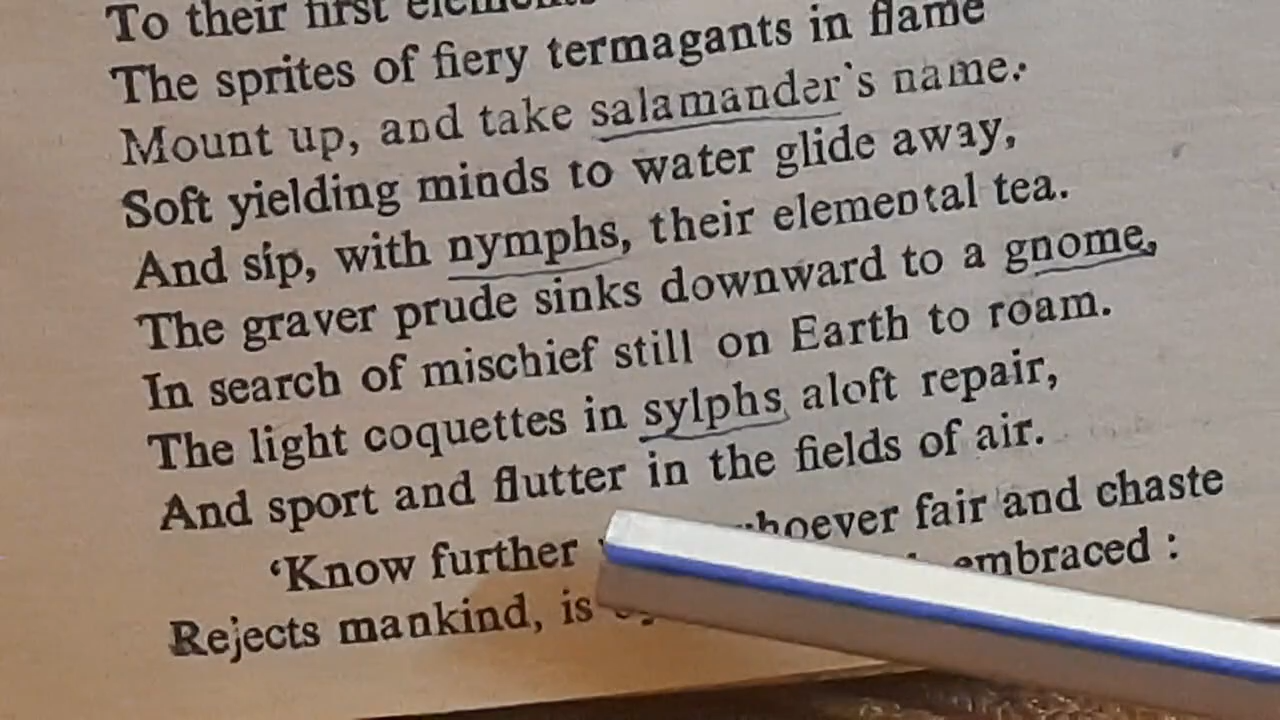 To their first elements
The sprites of fiery termagants in flame
Mount up, and take salamander's name.
Soft yielding minds to water glide away,
And sip, with nymphs, their elemental tea.
The graver prude sinks downward to a gnome,
In search of mischief still on Earth to roam.
The light coquettes in sylphs aloft repair,
And sport and flutter in the fields of air.
‘Know further whoever fair and chaste
Rejects mankind, is embraced :